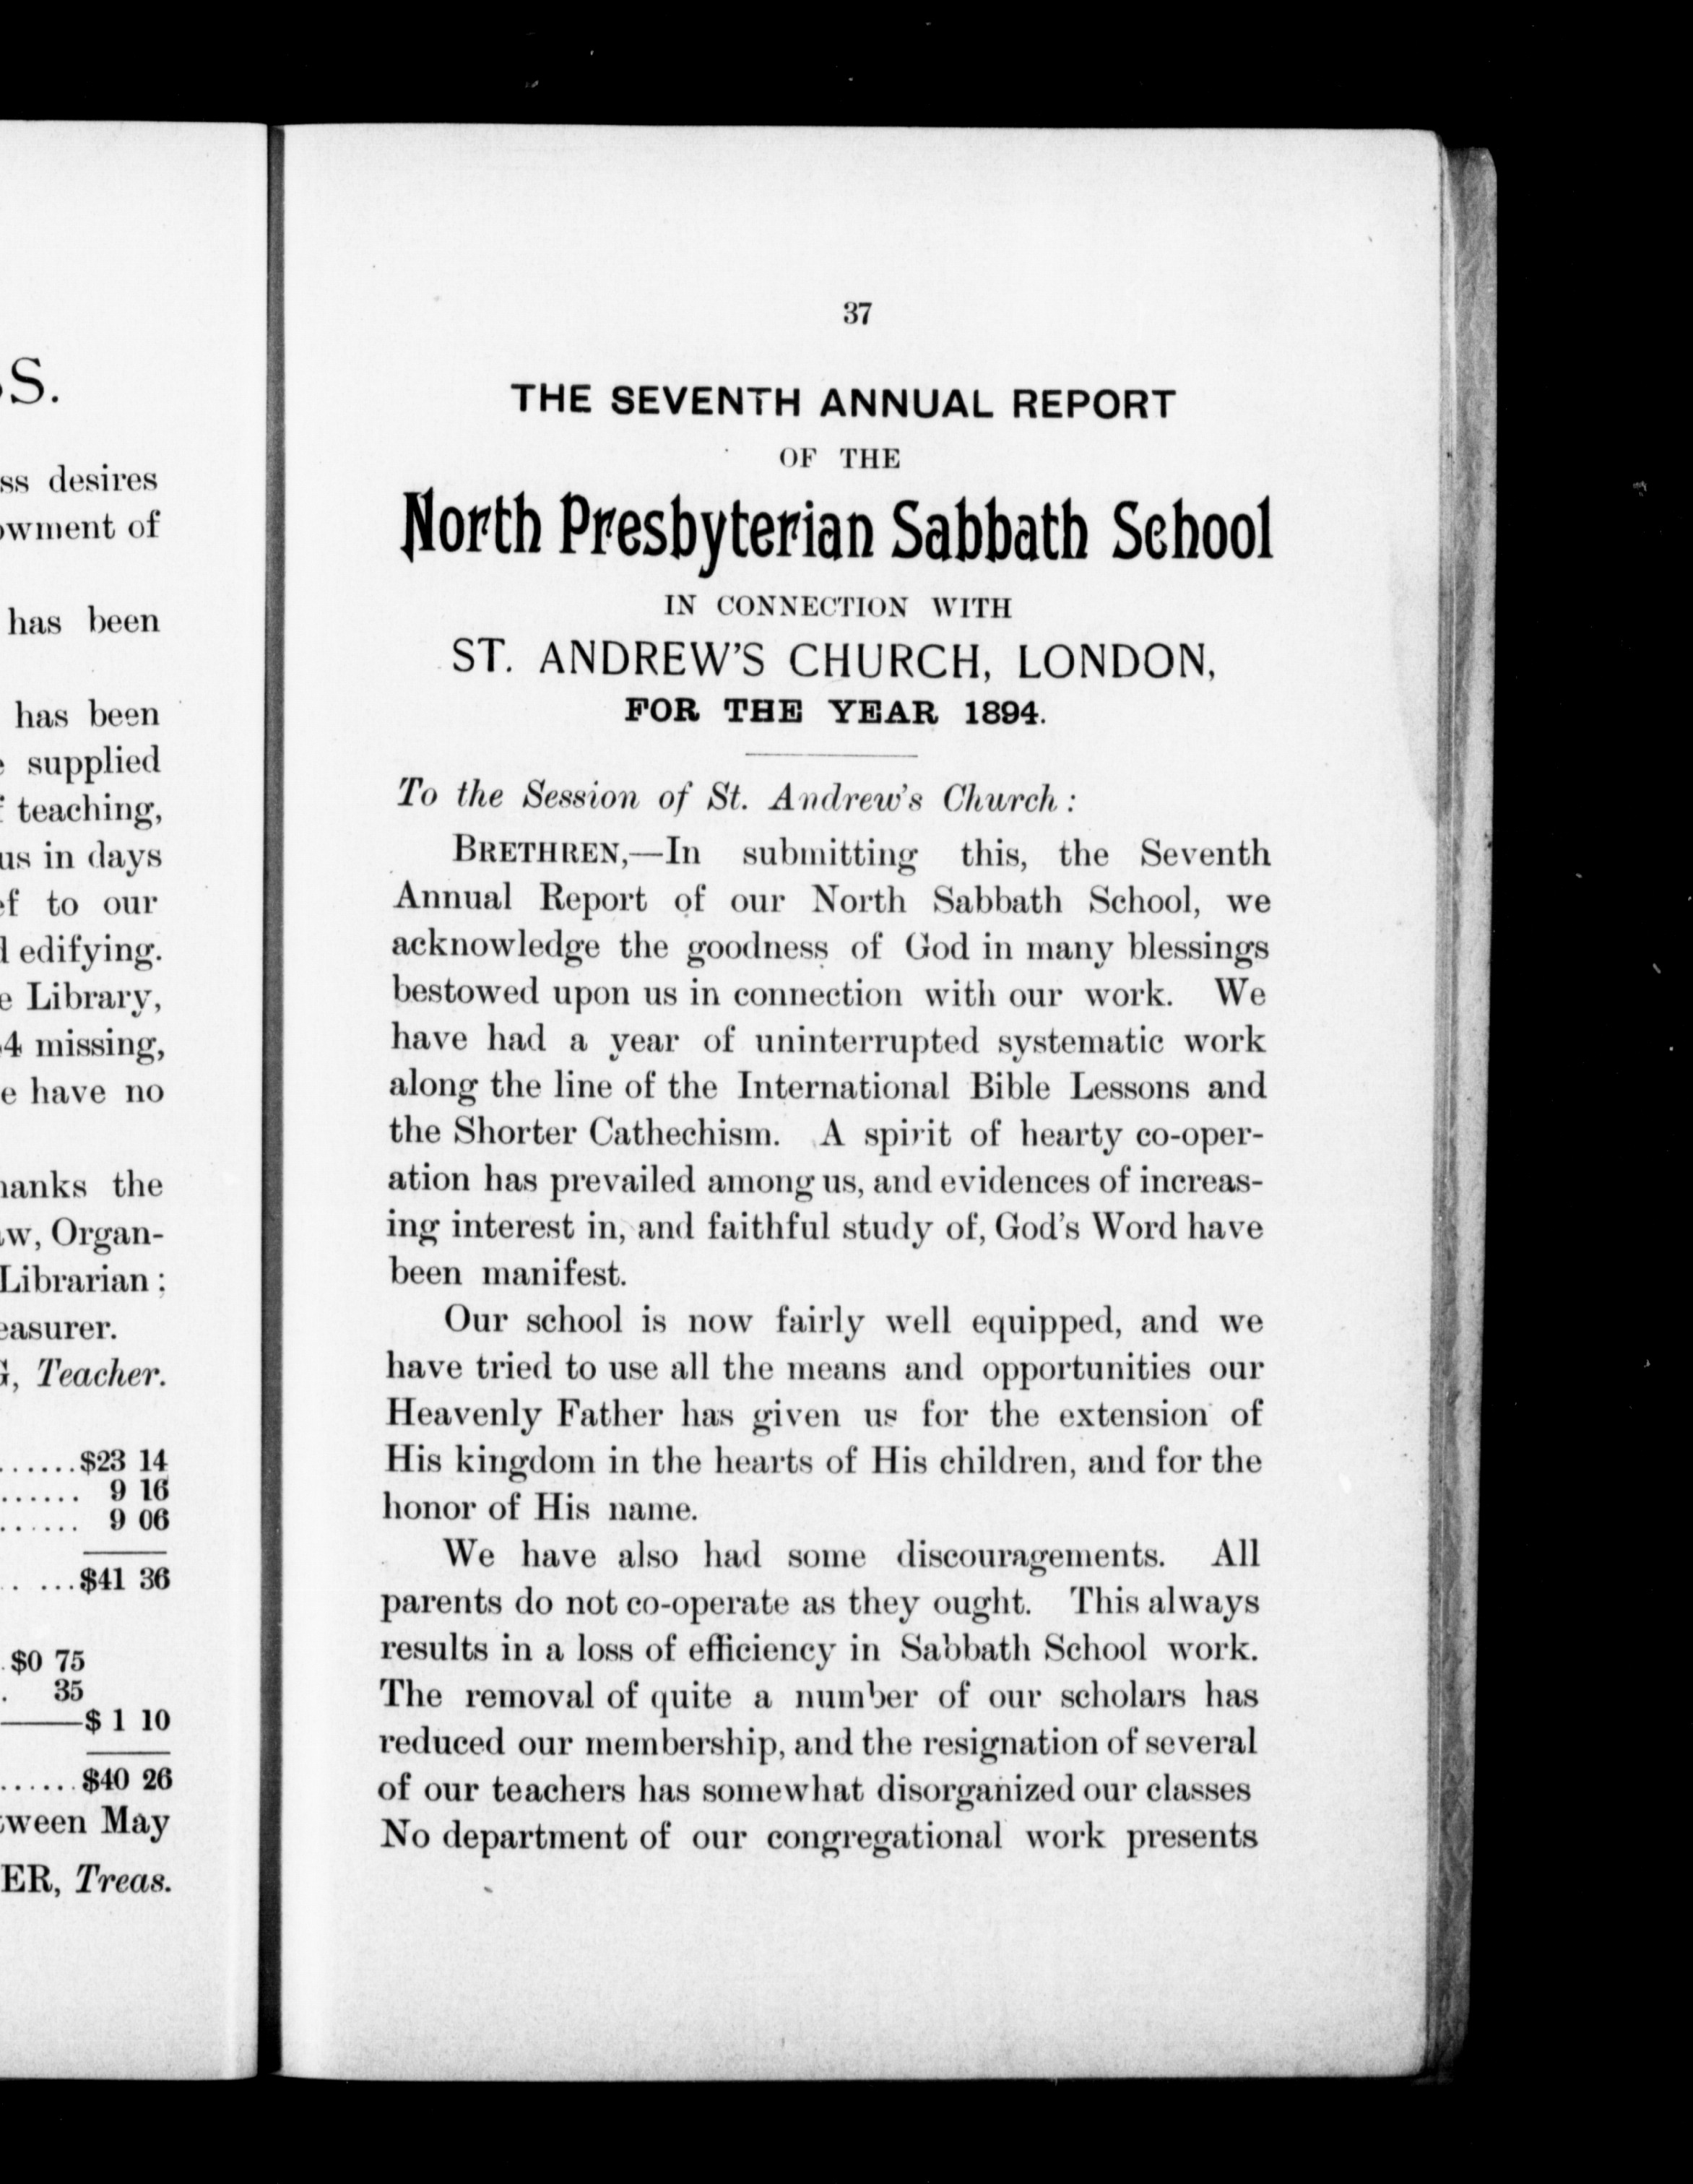 S.
ss desires
owment of
has been
has been
supplied
teaching,
us in days
of to our
edifying.
Library,
4 missing,
e have no
hanks the
w, Organ-
Librarian ;
easurer.
G, Teacher.
......$23 14
...... 9 16
...... 9 06
. ...$41 36
.$0 75
. 35
$ 1 10
......$40 26
tween May
ER, Treas.
37
THE SEVENTH ANNUAL REPORT
OF THE
North Presbyterian Sabbath School
IN CONNECTION WITH
ST. ANDREW'S CHURCH, LONDON,
FOR THE YEAR 1894.
To the Session of St. Andrew's Church :
BRETHREN,—In submitting this, the Seventh
Annual Report of our North Sabbath School, we
acknowledge the goodness of God in many blessings
bestowed upon us in connection with our work. We
have had a year of uninterrupted systematic work
along the line of the International Bible Lessons and
the Shorter Cathechism. A spirit of hearty co-oper-
ation has prevailed among us, and evidences of increas-
ing interest in, and faithful study of, God's Word have
been manifest.
Our school is now fairly well equipped, and we
have tried to use all the means and opportunities our
Heavenly Father has given us for the extension of
His kingdom in the hearts of His children, and for the
honor of His name.
We have also had some discouragements. All
parents do not co-operate as they ought. This always
results in a loss of efficiency in Sabbath School work.
The removal of quite a number of our scholars has
reduced our membership, and the resignation of several
of our teachers has somewhat disorganized our classes
No department of our congregational work presents